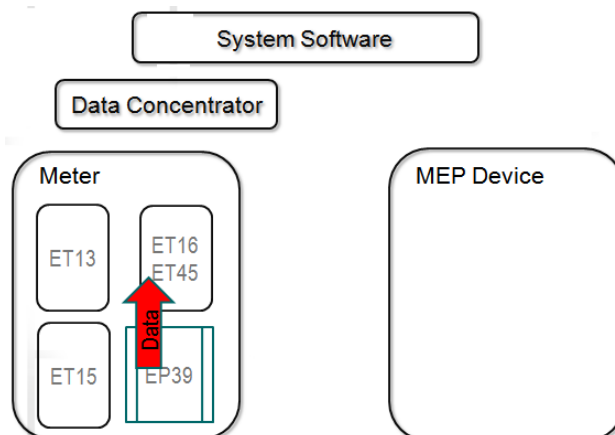 System Software
Data Concentrator
Meter
MEP Device
ET13
ET16
ET45
Data
ET15
EP39